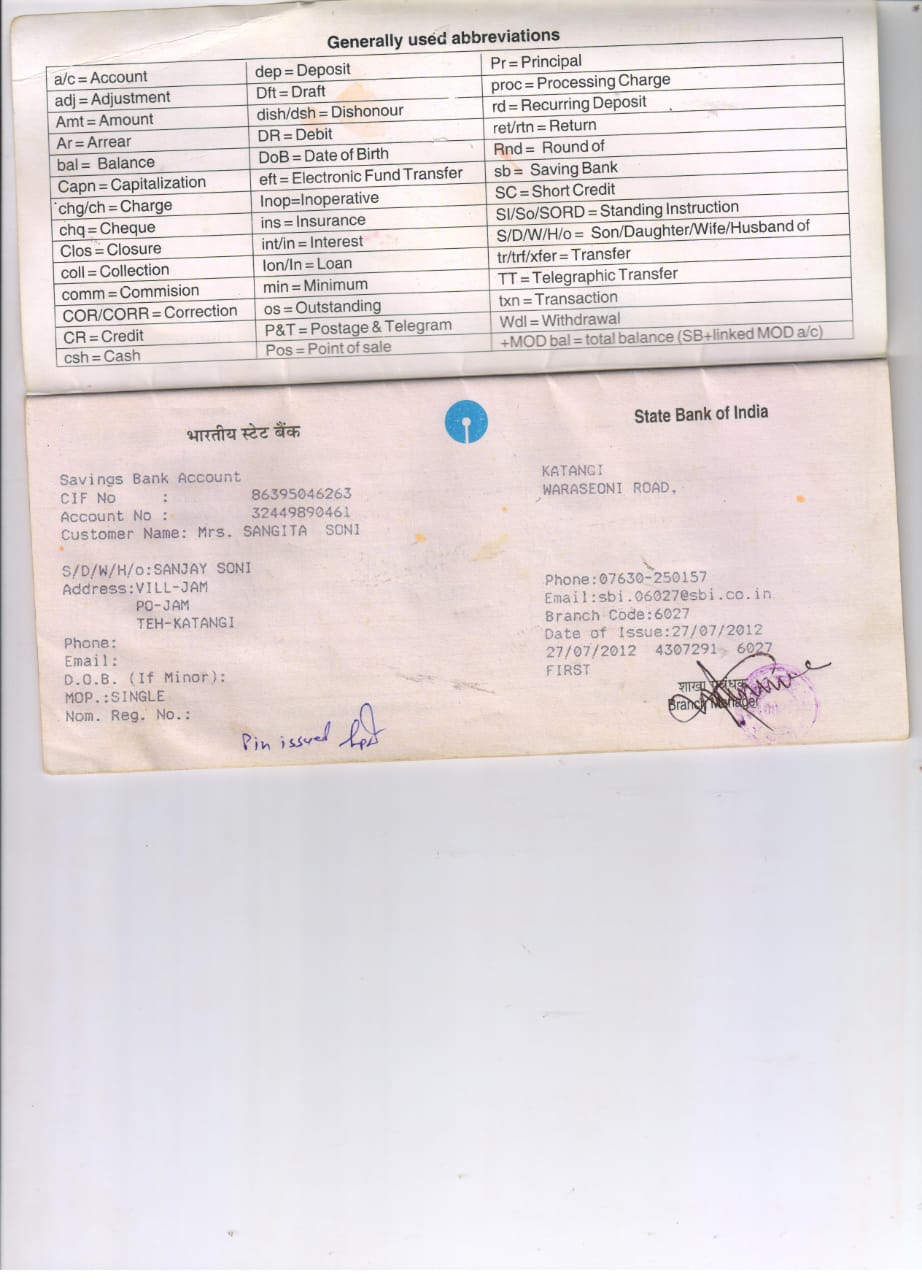 Generally used abbreviations
a/c = Account
adj = Adjustment
Amt = Amount
Ar = Arrear
bal = Balance
Capn = Capitalization
chg/ch = Charge
chq = Cheque
Clos = Closure
coll = Collection
comm = Commision
COR/CORR = Correction
CR = Credit
csh = Cash
dep = Deposit
Dft = Draft
dish/dsh = Dishonour
DR = Debit
DoB = Date of Birth
eft = Electronic Fund Transfer
Inop=Inoperative
ins = Insurance
int/in = Interest
lon/ln = Loan
min = Minimum
os = Outstanding
P&T = Postage & Telegram
Pos = Point of sale
Pr = Principal
proc = Processing Charge
rd = Recurring Deposit
ret/rtn = Return
Rnd = Round of
sb = Saving Bank
SC = Short Credit
SI/So/SORD = Standing Instruction
S/D/W/H/o = Son/Daughter/Wife/Husband of
tr/trf/xfer = Transfer
TT = Telegraphic Transfer
txn = Transaction
Wdl = Withdrawal
+MOD bal = total balance (SB+linked MOD a/c)
भारतीय स्टेट बैंक
State Bank of India
Savings Bank Account
CIF No : 86395046263
Account No : 32449890461
Customer Name: Mrs. SANGITA SONI
S/D/W/H/o:SANJAY SONI
Address:VILL-JAM
PO-JAM
TEH-KATANGI
Phone:
Email:
D.O.B. (If Minor):
MOP.:SINGLE
Nom. Reg. No.:
Pin issued
KATANGI
WARASEONI ROAD,
Phone:07630-250157
Email:sbi.06027@sbi.co.in
Branch Code:6027
Date of Issue:27/07/2012
27/07/2012 4307291 6027
FIRST
शाखा प्रबंधक
Branch Manager